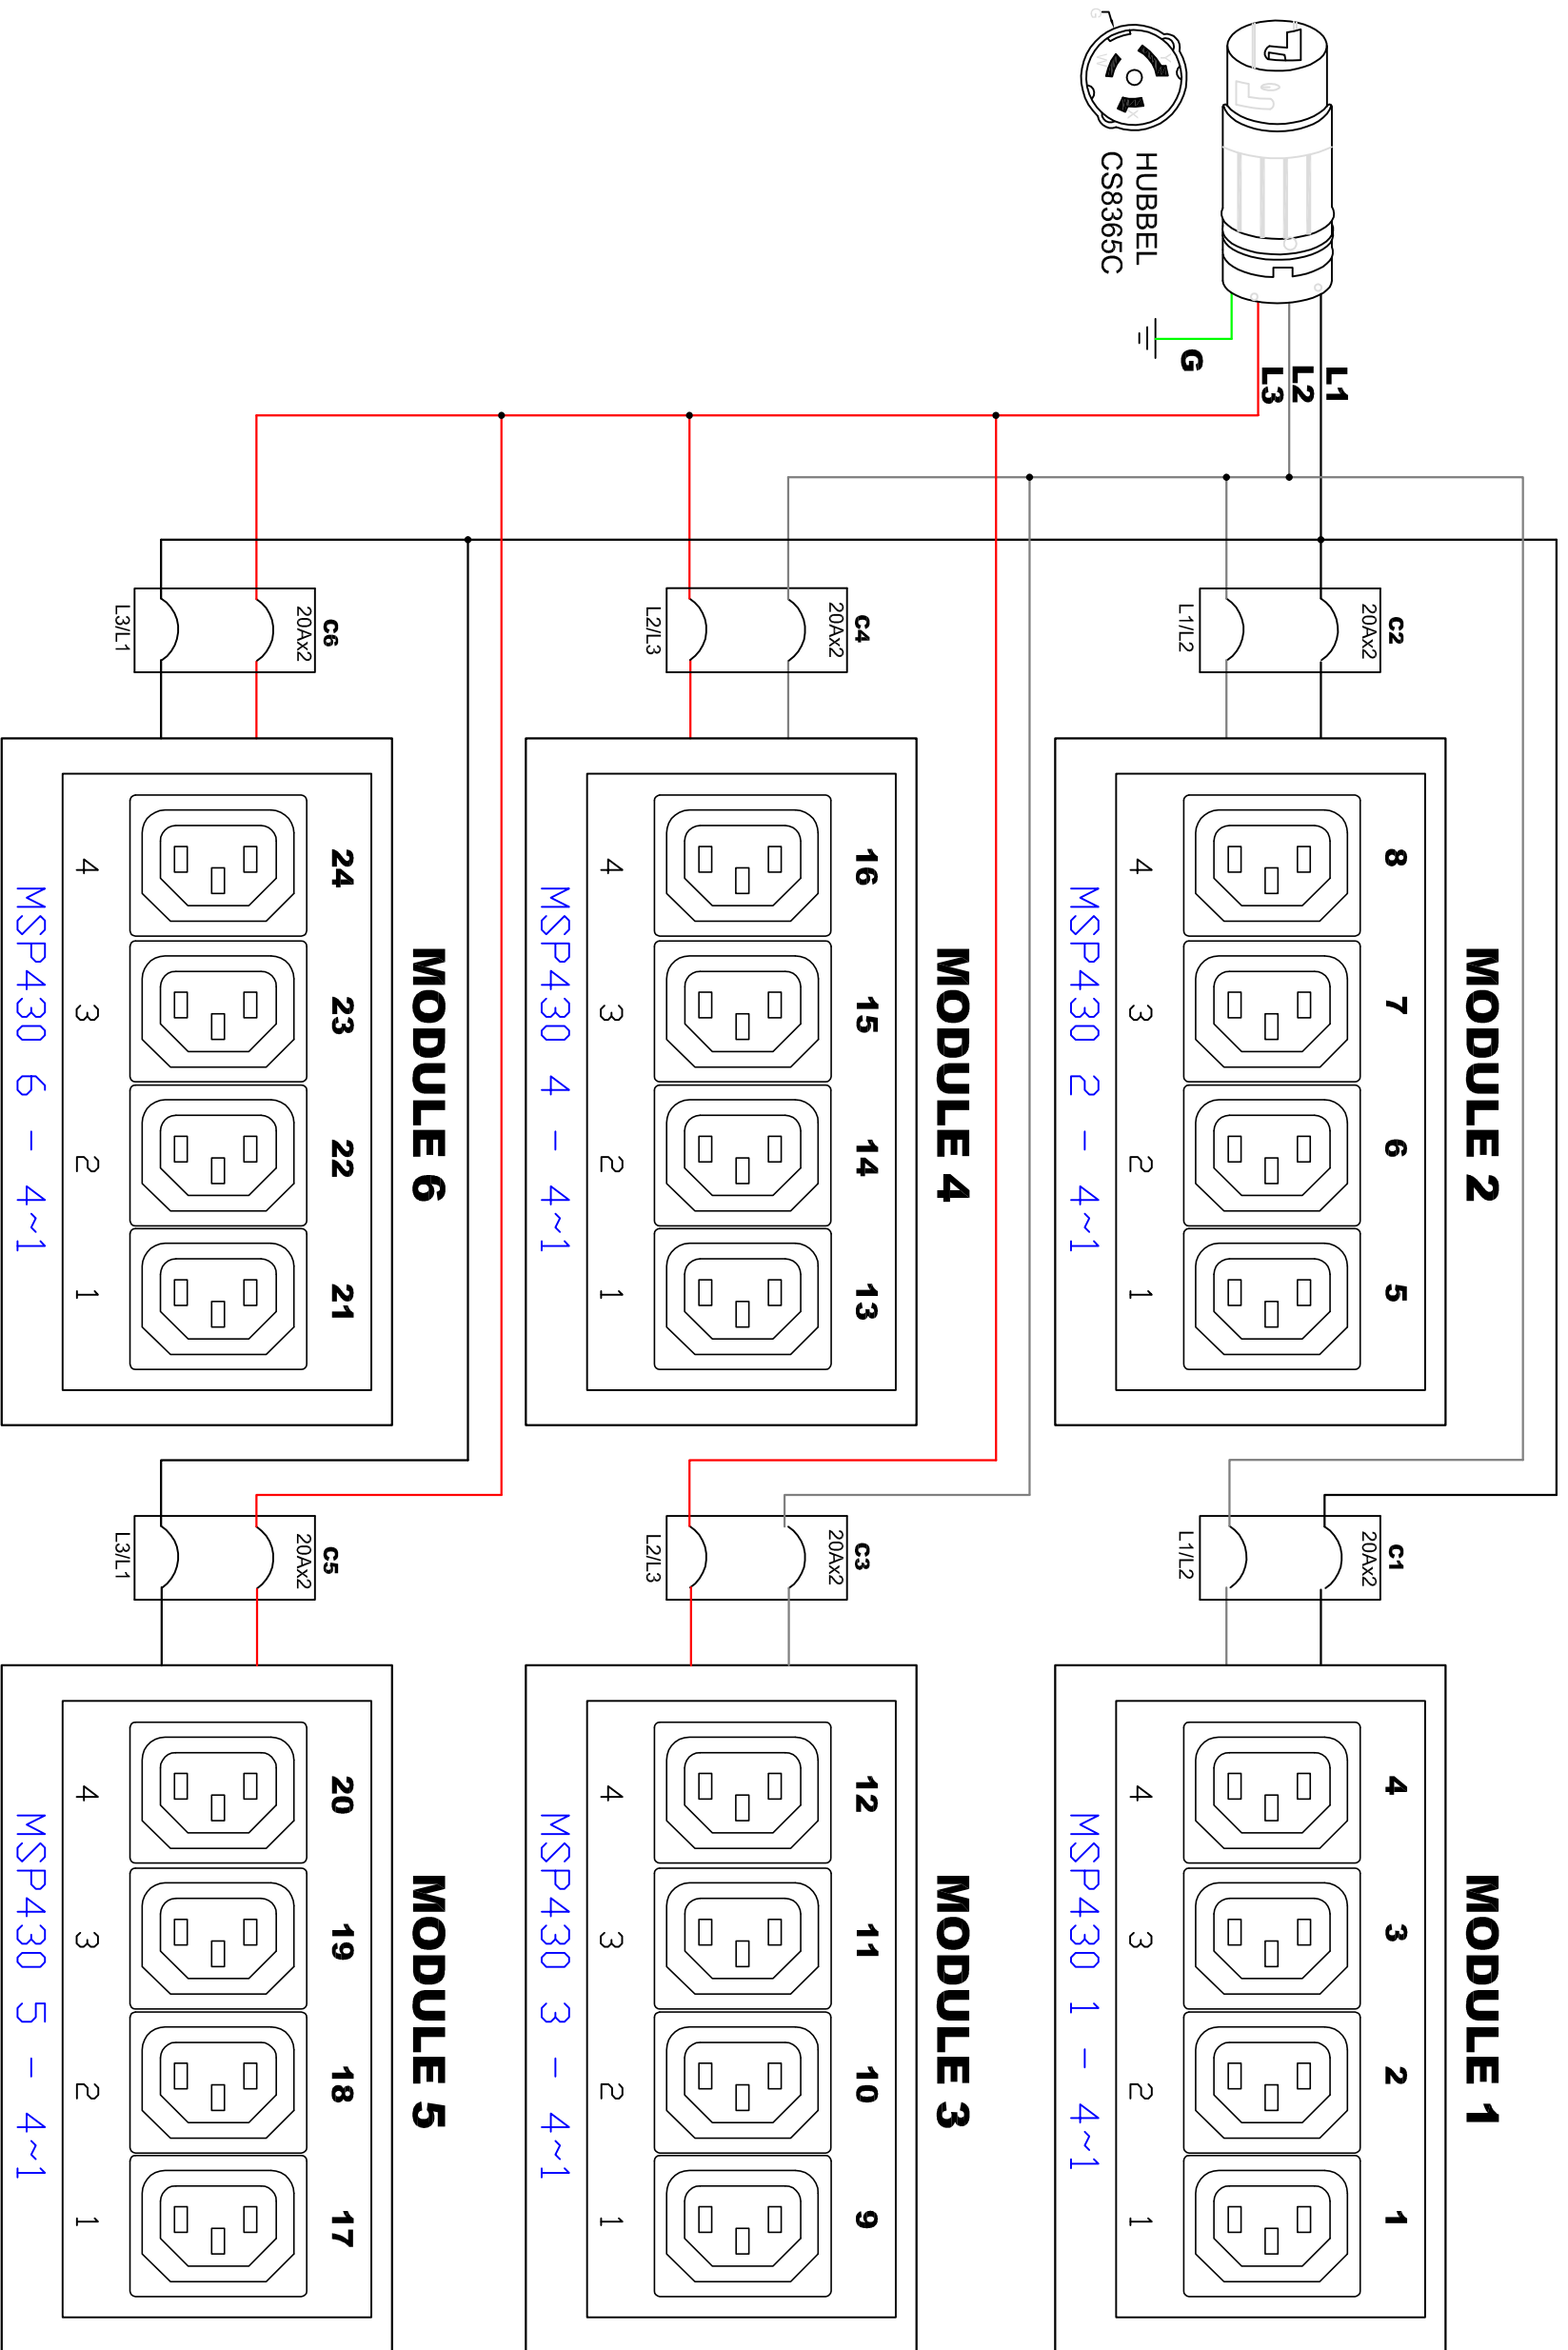 HUBBEL
CS8365C
G
W
Y
X
L1
L2
L3
G
C2
20Ax2
L1/L2
MODULE 2
8 7 6 5
4 3 2 1
MSP430 2 - 4~1
C1
20Ax2
L1/L2
MODULE 1
4 3 2 1
4 3 2 1
MSP430 1 - 4~1
C4
20Ax2
L2/L3
MODULE 4
16 15 14 13
4 3 2 1
MSP430 4 - 4~1
C3
20Ax2
L2/L3
MODULE 3
12 11 10 9
4 3 2 1
MSP430 3 - 4~1
C6
20Ax2
L3/L1
MODULE 6
24 23 22 21
4 3 2 1
MSP430 6 - 4~1
C5
20Ax2
L3/L1
MODULE 5
20 19 18 17
4 3 2 1
MSP430 5 - 4~1